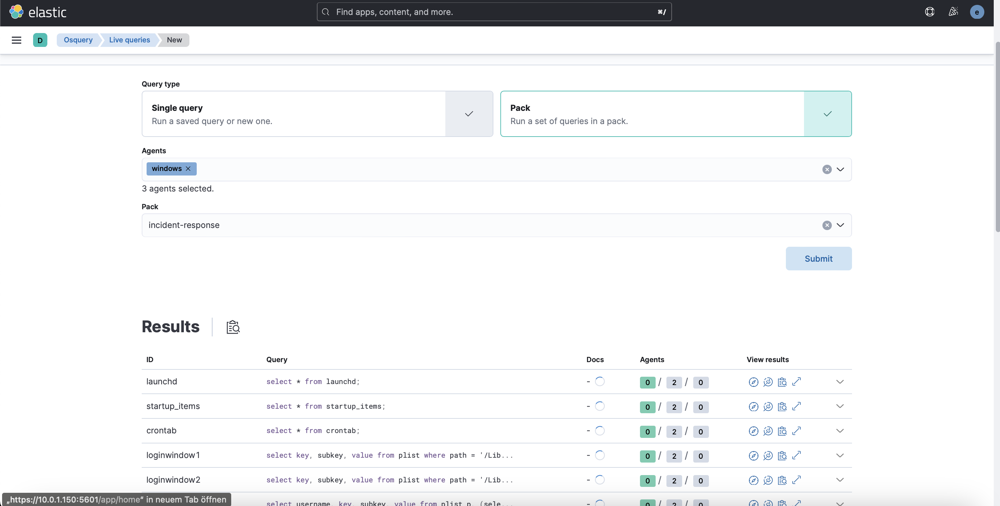 elastic
Find apps, content, and more.
⌘/
e
D
Osquery
Live queries
New
Query type
Single query
Run a saved query or new one.
Pack
Run a set of queries in a pack.
Agents
windows
3 agents selected.
Pack
incident-response
Submit
Results
ID Query Docs Agents View results
launchd select * from launchd; - 0 / 2 / 0
startup_items select * from startup_items; - 0 / 2 / 0
crontab select * from crontab; - 0 / 2 / 0
loginwindow1 select key, subkey, value from plist where path = '/Lib... - 0 / 2 / 0
loginwindow2 select key, subkey, value from plist where path = '/Lib... - 0 / 2 / 0
select username, key, subkey, value from plist p, (sele... - 0 / 2 / 0
„https://10.0.1.150:5601/app/home“ in neuem Tab öffnen